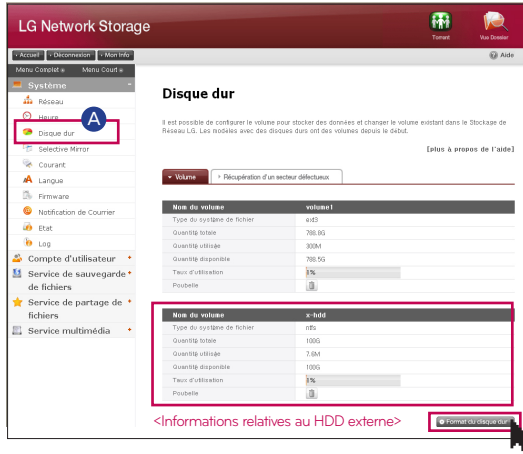 LG Network Storage
Torrent
Vue Dossier
Accueil
Déconnexion
Mon Info
Aide
Menu Complet
Menu Court
Système
Réseau
Heure
A
Disque dur
Selective Mirror
Courant
Langue
Firmware
Notification de Courrier
Etat
Log
Compte d'utilisateur
Service de sauvegarde
de fichiers
Service de partage de
fichiers
Service multimédia
Disque dur
Il est possible de configurer le volume pour stocker des données et changer le volume existant dans le Stockage de
Réseau LG. Les modèles avec des disques durs ont des volumes depuis le début.
[plus à propos de l'aide]
Volume
Récupération d'un secteur défectueux
Nom du volume volume1
Type du système de fichier ext3
Quantité totale 788.8G
Quantité utilisée 300M
Quantité disponible 788.5G
Taux d'utilisation 1%
Poubelle
Nom du volume x-hdd
Type du système de fichier ntfs
Quantité totale 100G
Quantité utilisée 7.6M
Quantité disponible 100G
Taux d'utilisation 1%
Poubelle
<Informations relatives au HDD externe>
Format du disque dur